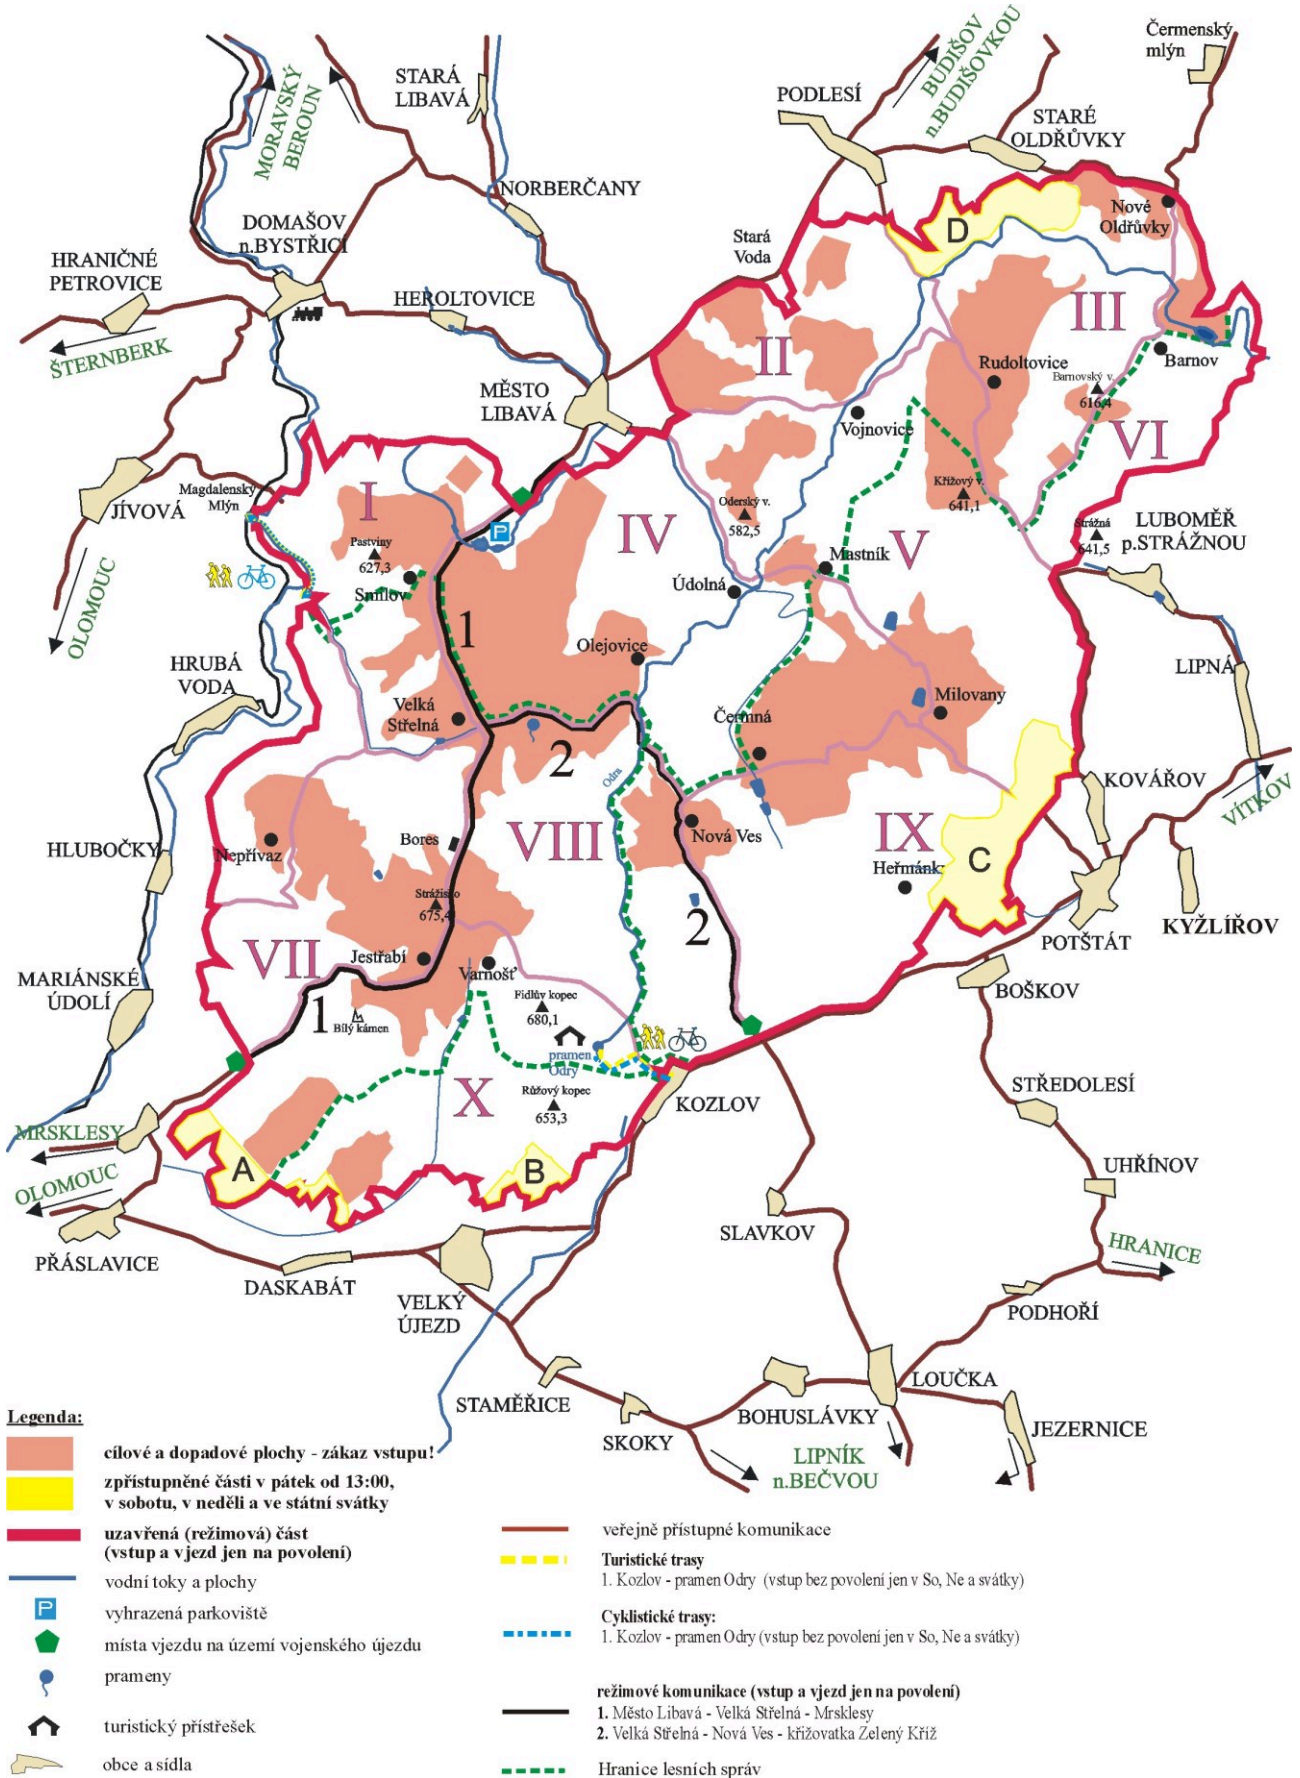 Čermenský
mlýn
BUDIŠOV
n.BUDIŠOVKOU
STARÁ
LIBAVÁ
PODLESÍ
MORAVSKÝ
BEROUN
STARÉ
OLDŘŮVKY
NORBERČANY
DOMAŠOV
n.BYSTŘICÍ
Nové
Oldřůvky
D
Stará
Voda
HRANIČNÉ
PETROVICE
HEROLTOVICE
III
ŠTERNBERK
II
Rudoltovice
Barnov
Barnovský v.
616,4
MĚSTO
LIBAVÁ
Vojnovice
VI
Magdalenský
Mlýn
JÍVOVÁ
I
Oderský v.
582,5
Křížový v.
641,1
P
IV
V
Strážná
641,5
LUBOMĚŘ
p.STRÁŽNOU
Pastviny
627,3
Mastník
Smilov
Údolná
OLOMOUC
1
Olejovice
HRUBÁ
VODA
LIPNÁ
Velká
Střelná
Milovany
Čermná
2
Odra
KOVÁŘOV
VÍTKOV
Bores
VIII
IX
Nová Ves
HLUBOČKY
Nepřívaz
Heřmánky
C
Strážisko
675,4
2
KYŽLÍŘOV
POTŠTÁT
VII
Jestřabí
Varnošť
MARIÁNSKÉ
ÚDOLÍ
BOŠKOV
Fidlův kopec
680,1
1
Bílý kámen
pramen
Odry
STŘEDOLESÍ
X
Růžový kopec
653,3
KOZLOV
MRSKLESY
A
B
UHŘÍNOV
OLOMOUC
SLAVKOV
PŘÁSLAVICE
HRANICE
DASKABÁT
VELKÝ
ÚJEZD
PODHOŘÍ
LOUČKA
STAMĚŘICE
BOHUSLÁVKY
SKOKY
JEZERNICE
LIPNÍK
n.BEČVOU
Legenda:
cílové a dopadové plochy - zákaz vstupu!
zpřístupněné části v pátek od 13:00,
v sobotu, v neděli a ve státní svátky
uzavřená (režimová) část
(vstup a vjezd jen na povolení)
vodní toky a plochy
P
vyhrazená parkoviště
místa vjezdu na území vojenského újezdu
prameny
turistický přístřešek
obce a sídla
veřejně přístupné komunikace
Turistické trasy
1. Kozlov - pramen Odry (vstup bez povolení jen v So, Ne a svátky)
Cyklistické trasy:
1. Kozlov - pramen Odry (vstup bez povolení jen v So, Ne a svátky)
režimové komunikace (vstup a vjezd jen na povolení)
1. Město Libavá - Velká Střelná - Mrsklesy
2. Velká Střelná - Nová Ves - křižovatka Zelený Kříž
Hranice lesních správ